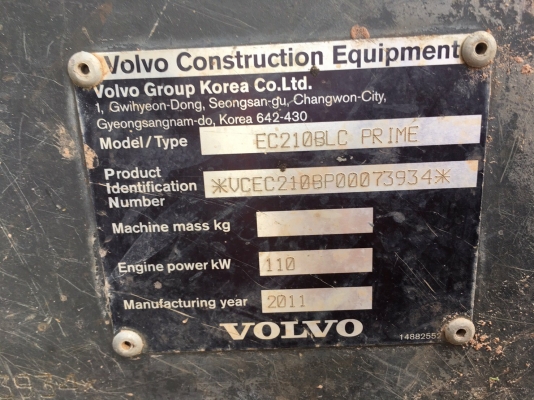 Volvo Construction Equipment
Volvo Group Korea Co.Ltd.
1, Gwihyeon-Dong, Seongsan-gu, Changwon-City,
Gyeongsangnam-do, Korea 642-430
Model/Type EC210BLC PRIME
Product
Identification *VCEC210BP00073934*
Number
Machine mass kg
Engine power kW 110
Manufacturing year 2011
VOLVO
14882552